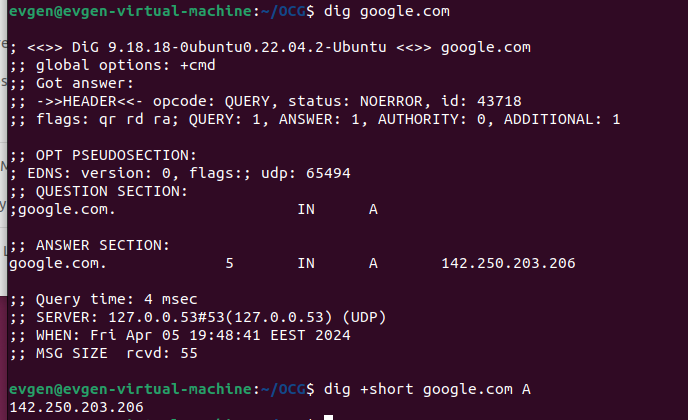 evgen@evgen-virtual-machine:~/OCG$ dig google.com

; <<>> DiG 9.18.18-0ubuntu0.22.04.2-Ubuntu <<>> google.com
;; global options: +cmd
;; Got answer:
;; ->>HEADER<<- opcode: QUERY, status: NOERROR, id: 43718
;; flags: qr rd ra; QUERY: 1, ANSWER: 1, AUTHORITY: 0, ADDITIONAL: 1

;; OPT PSEUDOSECTION:
; EDNS: version: 0, flags:; udp: 65494
;; QUESTION SECTION:
;google.com. IN A

;; ANSWER SECTION:
google.com. 5 IN A 142.250.203.206

;; Query time: 4 msec
;; SERVER: 127.0.0.53#53(127.0.0.53) (UDP)
;; WHEN: Fri Apr 05 19:48:41 EEST 2024
;; MSG SIZE rcvd: 55

evgen@evgen-virtual-machine:~/OCG$ dig +short google.com A
142.250.203.206
evgen@evgen-virtual-machine:~/OCG$